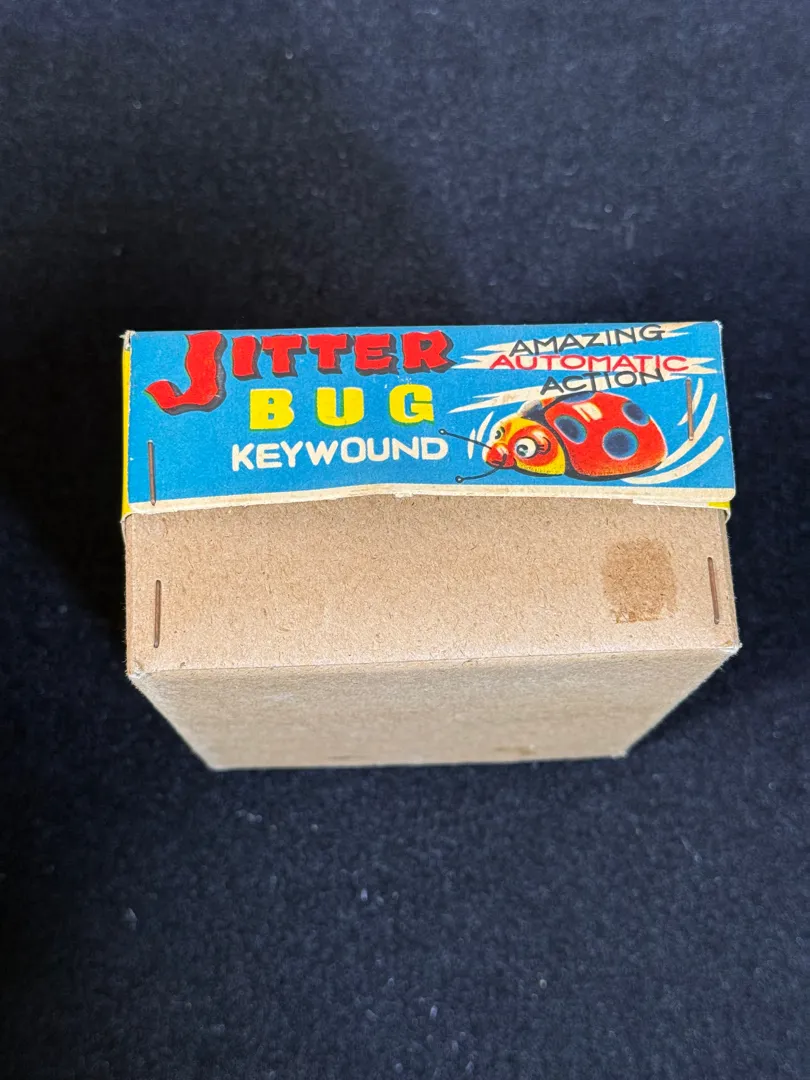 JITTER
BUG
KEYWOUND
AMAZING
AUTOMATIC
ACTION